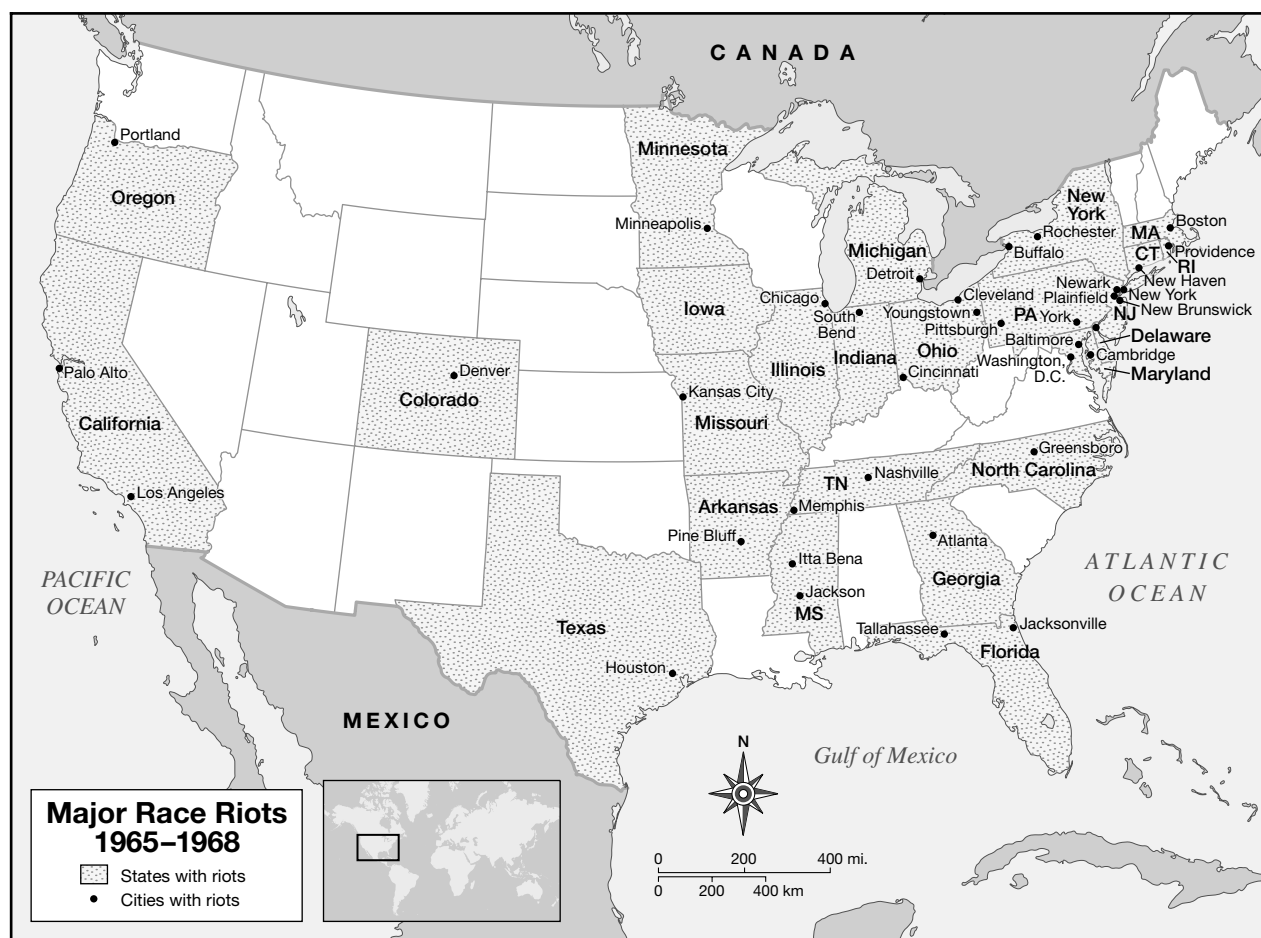 CANADA
Portland
Oregon
Minnesota
Minneapolis
Michigan
Detroit
New
York
Rochester
Buffalo
MA
Boston
Providence
CT
RI
New Haven
Newark
New York
Plainfield
New Brunswick
NJ
Iowa
Chicago
South
Bend
Cleveland
Youngstown
Pittsburgh
PA
York
Baltimore
Delaware
Cambridge
Washington,
D.C.
Maryland
Ohio
Indiana
Illinois
Cincinnati
Palo Alto
California
Denver
Colorado
Kansas City
Missouri
Los Angeles
Greensboro
North Carolina
Nashville
TN
Memphis
Arkansas
Pine Bluff
Itta Bena
Jackson
MS
Atlanta
Georgia
Tallahassee
Jacksonville
Florida
Texas
Houston
PACIFIC
OCEAN
ATLANTIC
OCEAN
MEXICO
Gulf of Mexico
N
Major Race Riots
1965–1968
States with riots
Cities with riots
0 200 400 mi.
0 200 400 km